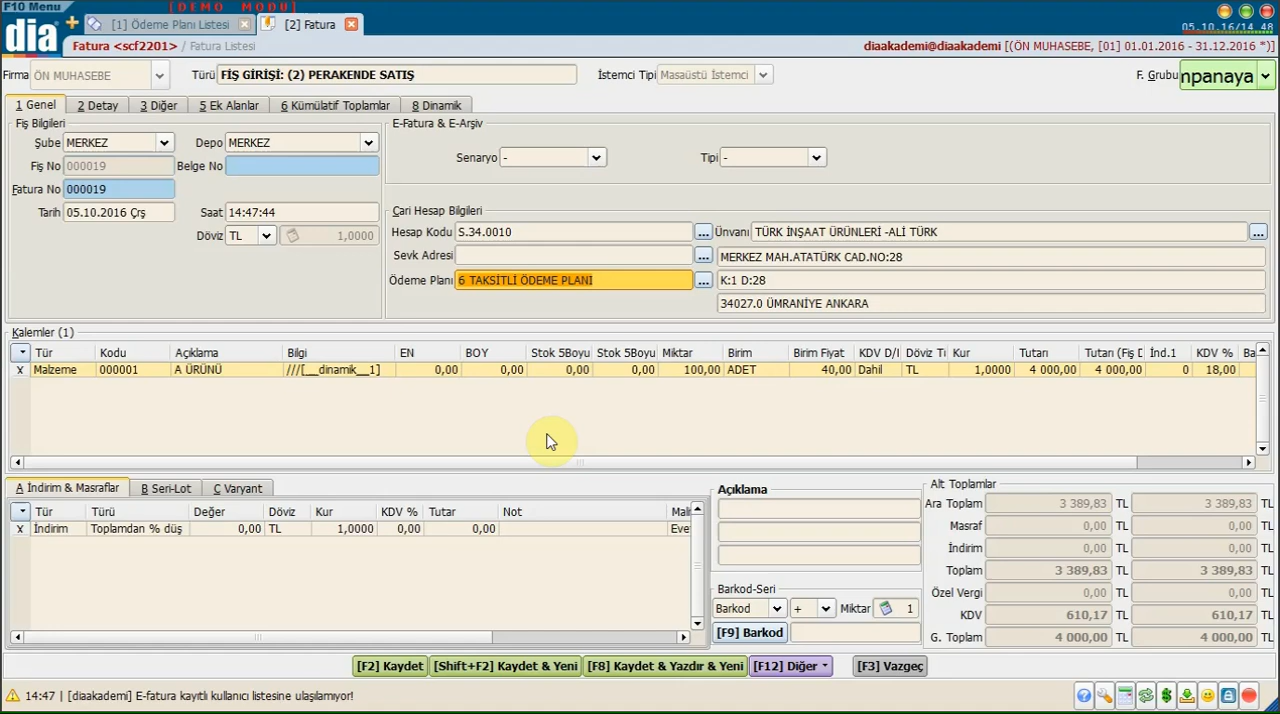 F10 Menu
[DEMO MODU]
dia
[1] Ödeme Planı Listesi
[2] Fatura
05.10.16/14.48
Fatura <scf2201> / Fatura Listesi
diaakademi@diaakademi [(ÖN MUHASEBE, [01] 01.01.2016 - 31.12.2016 *)]
Firma ÖN MUHASEBE
Türü FİŞ GİRİŞİ: (2) PERAKENDE SATIŞ
İstemci Tipi Masaüstü İstemci
F. Grubu npanaya
1 Genel 2 Detay 3 Diğer 5 Ek Alanlar 6 Kümülatif Toplamlar 8 Dinamik
Fiş Bilgileri
Şube MERKEZ Depo MERKEZ
Fiş No 000019 Belge No
Fatura No 000019
Tarih 05.10.2016 Çrş Saat 14:47:44
Döviz TL 1,0000
E-Fatura & E-Arşiv
Senaryo - Tipi -
Çari Hesap Bilgileri
Hesap Kodu S.34.0010 ... Ünvanı TÜRK İNŞAAT ÜRÜNLERİ -ALİ TÜRK ...
Sevk Adresi ... MERKEZ MAH.ATATÜRK CAD.NO:28
Ödeme Planı 6 TAKSİTLİ ÖDEME PLANI ... K:1 D:28
34027.0 ÜMRANİYE ANKARA
Kalemler (1)
Tür Kodu Açıklama Bilgi EN BOY Stok 5Boyu Stok 5Boyu Miktar Birim Birim Fiyat KDV D/I Döviz Ti Kur Tutarı Tutarı (Fiş D İnd.1 KDV % Ba
x Malzeme 000001 A ÜRÜNÜ ///[__dinamik__1] 0,00 0,00 0,00 0,00 100,00 ADET 40,00 Dahil TL 1,0000 4 000,00 4 000,00 0 18,00
A İndirim & Masraflar B Seri-Lot C Varyant
Tür Türü Değer Döviz Kur KDV % Tutar Not Mali
x İndirim Toplamdan % düş 0,00 TL 1,0000 0,00 0,00 Eve
Açıklama
Barkod-Seri
Barkod + Miktar 1
[F9] Barkod
Alt Toplamlar
Ara Toplam 3 389,83 TL 3 389,83 TL
Masraf 0,00 TL 0,00 TL
İndirim 0,00 TL 0,00 TL
Toplam 3 389,83 TL 3 389,83 TL
Özel Vergi 0,00 TL 0,00 TL
KDV 610,17 TL 610,17 TL
G. Toplam 4 000,00 TL 4 000,00 TL
[F2] Kaydet [Shift+F2] Kaydet & Yeni [F8] Kaydet & Yazdır & Yeni [F12] Diğer [F3] Vazgeç
14:47 | [diaakademi] E-fatura kayıtlı kullanıcı listesine ulaşılamıyor!